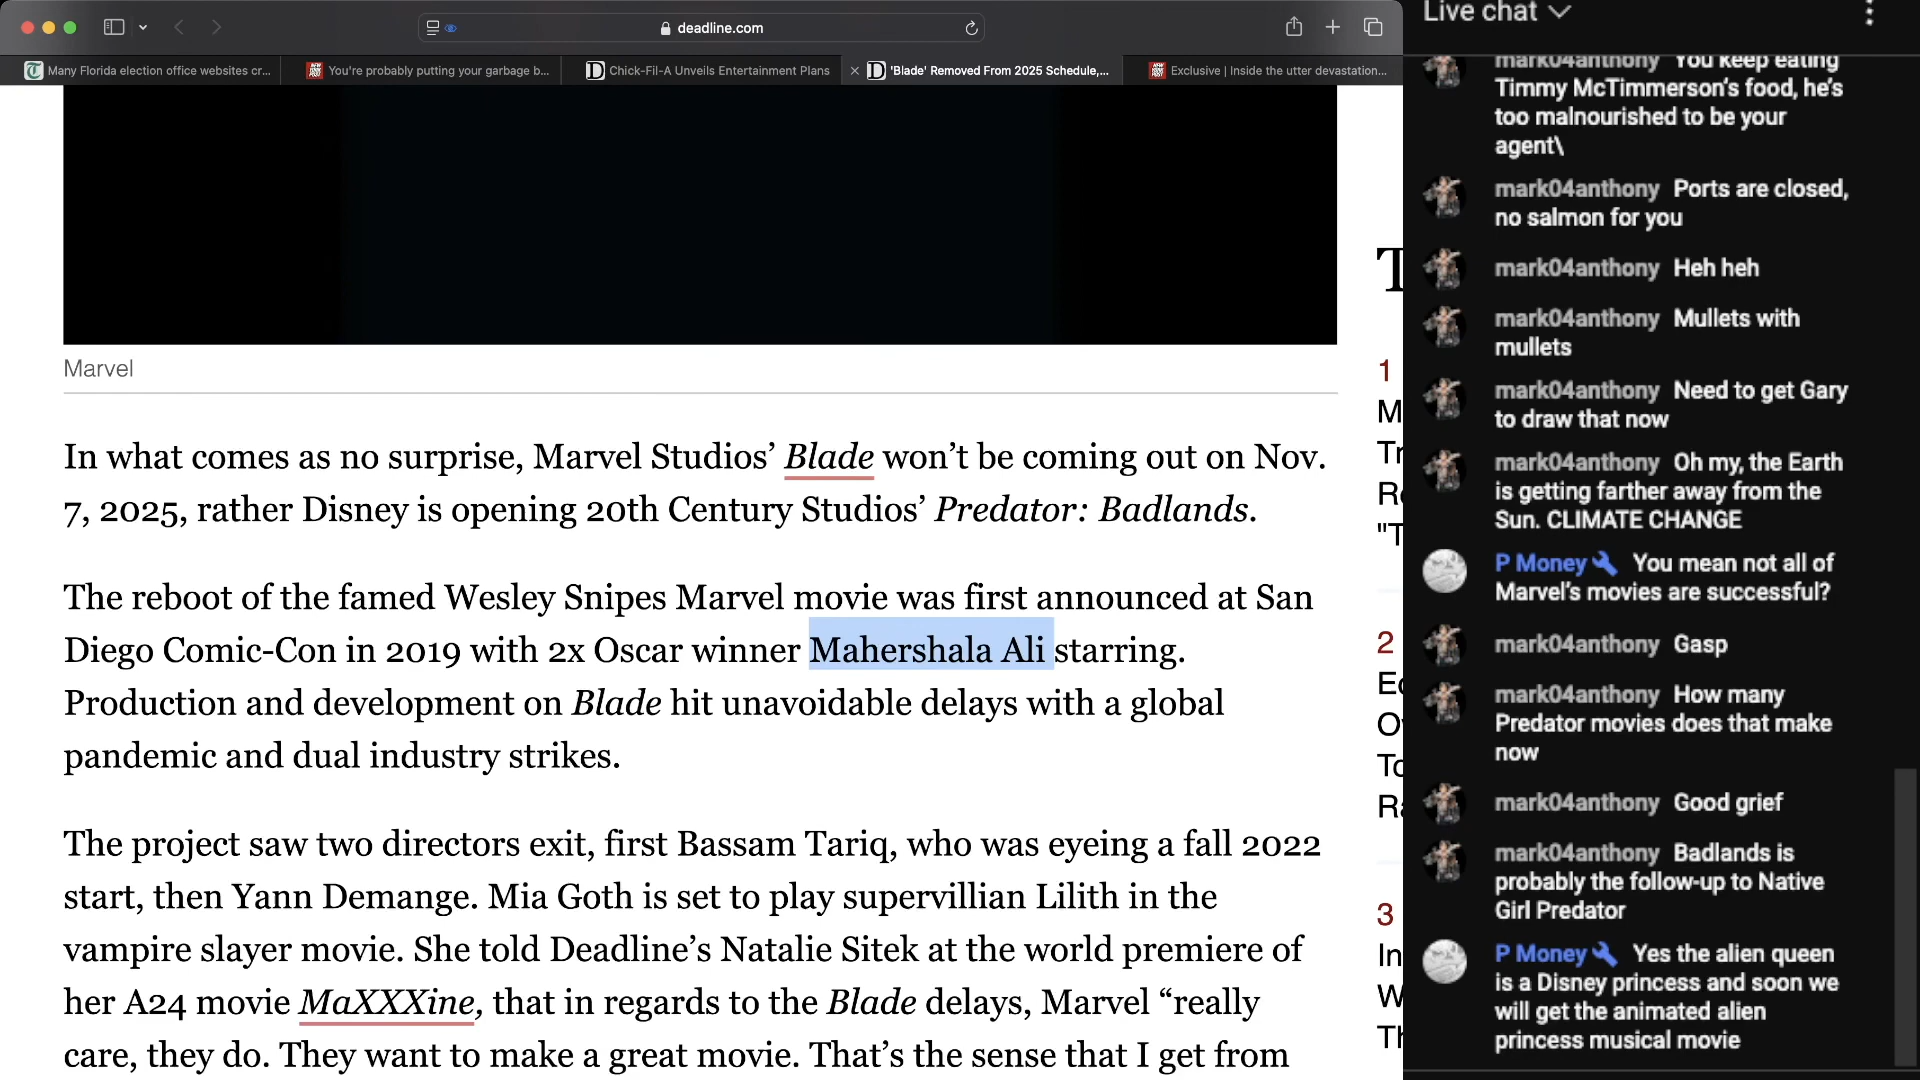 deadline.com
Many Florida election office websites cr...
You're probably putting your garbage b...
Chick-Fil-A Unveils Entertainment Plans
'Blade' Removed From 2025 Schedule,...
Exclusive | Inside the utter devastation...
Marvel
In what comes as no surprise, Marvel Studios’ Blade won’t be coming out on Nov.
7, 2025, rather Disney is opening 20th Century Studios’ Predator: Badlands.
The reboot of the famed Wesley Snipes Marvel movie was first announced at San
Diego Comic-Con in 2019 with 2x Oscar winner Mahershala Ali starring.
Production and development on Blade hit unavoidable delays with a global
pandemic and dual industry strikes.
The project saw two directors exit, first Bassam Tariq, who was eyeing a fall 2022
start, then Yann Demange. Mia Goth is set to play supervillian Lilith in the
vampire slayer movie. She told Deadline’s Natalie Sitek at the world premiere of
her A24 movie MaXXXine, that in regards to the Blade delays, Marvel “really
care, they do. They want to make a great movie. That’s the sense that I get from
T
1
M
Tr
Re
"T
2
Ec
O
To
Ra
3
In
W
Th
Live chat
mark04anthony You keep eating
Timmy McTimmerson’s food, he’s
too malnourished to be your
agent\
mark04anthony Ports are closed,
no salmon for you
mark04anthony Heh heh
mark04anthony Mullets with
mullets
mark04anthony Need to get Gary
to draw that now
mark04anthony Oh my, the Earth
is getting farther away from the
Sun. CLIMATE CHANGE
P Money You mean not all of
Marvel’s movies are successful?
mark04anthony Gasp
mark04anthony How many
Predator movies does that make
now
mark04anthony Good grief
mark04anthony Badlands is
probably the follow-up to Native
Girl Predator
P Money Yes the alien queen
is a Disney princess and soon we
will get the animated alien
princess musical movie